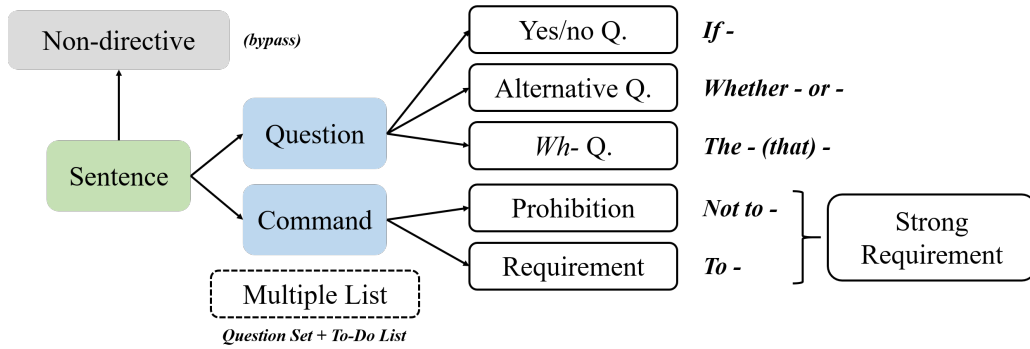 Non-directive
(bypass)
Sentence
Question
Command
Multiple List
Question Set + To-Do List
Yes/no Q.
If -
Alternative Q.
Whether - or -
Wh- Q.
The - (that) -
Prohibition
Not to -
Requirement
To -
Strong
Requirement